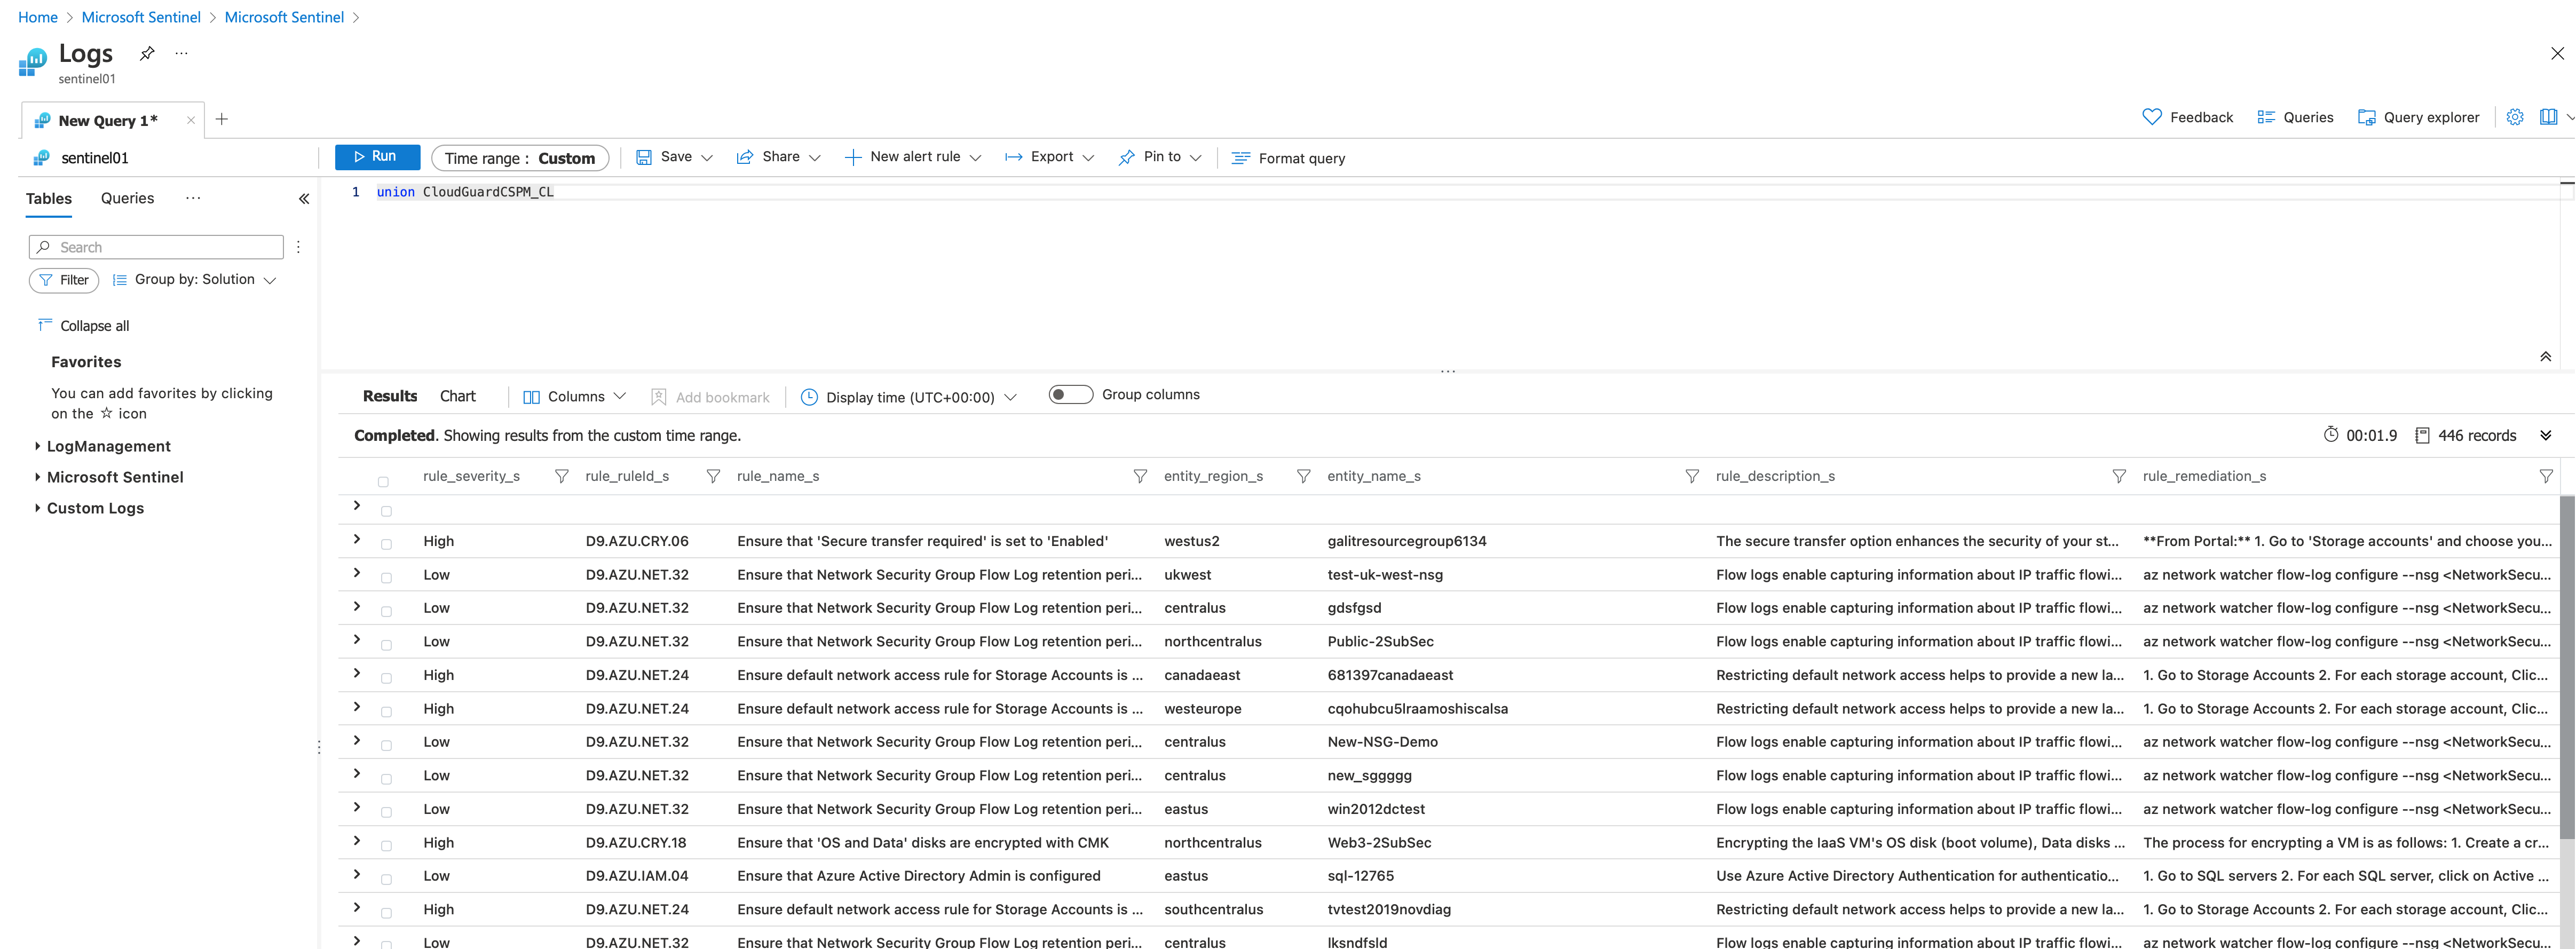 Home > Microsoft Sentinel > Microsoft Sentinel >
Logs ...
sentinel01
New Query 1*
Feedback Queries Query explorer
sentinel01
Run Time range : Custom Save Share New alert rule Export Pin to Format query
Tables Queries ...
1 union CloudGuardCSPM_CL
Search
Filter Group by: Solution
Collapse all
Favorites
You can add favorites by clicking
on the ☆ icon
LogManagement
Microsoft Sentinel
Custom Logs
Results Chart Columns Add bookmark Display time (UTC+00:00) Group columns
Completed. Showing results from the custom time range. 00:01.9 446 records
rule_severity_s rule_ruleId_s rule_name_s entity_region_s entity_name_s rule_description_s rule_remediation_s
High D9.AZU.CRY.06 Ensure that 'Secure transfer required' is set to 'Enabled' westus2 galitresourcegroup6134 The secure transfer option enhances the security of your st... **From Portal:** 1. Go to 'Storage accounts' and choose you...
Low D9.AZU.NET.32 Ensure that Network Security Group Flow Log retention peri... ukwest test-uk-west-nsg Flow logs enable capturing information about IP traffic flowi... az network watcher flow-log configure --nsg <NetworkSecu...
Low D9.AZU.NET.32 Ensure that Network Security Group Flow Log retention peri... centralus gdsfgsd Flow logs enable capturing information about IP traffic flowi... az network watcher flow-log configure --nsg <NetworkSecu...
Low D9.AZU.NET.32 Ensure that Network Security Group Flow Log retention peri... northcentralus Public-2SubSec Flow logs enable capturing information about IP traffic flowi... az network watcher flow-log configure --nsg <NetworkSecu...
High D9.AZU.NET.24 Ensure default network access rule for Storage Accounts is ... canadaeast 681397canadaeast Restricting default network access helps to provide a new la... 1. Go to Storage Accounts 2. For each storage account, Clic...
High D9.AZU.NET.24 Ensure default network access rule for Storage Accounts is ... westeurope cqohubcu5lraamoshiscalsa Restricting default network access helps to provide a new la... 1. Go to Storage Accounts 2. For each storage account, Clic...
Low D9.AZU.NET.32 Ensure that Network Security Group Flow Log retention peri... centralus New-NSG-Demo Flow logs enable capturing information about IP traffic flowi... az network watcher flow-log configure --nsg <NetworkSecu...
Low D9.AZU.NET.32 Ensure that Network Security Group Flow Log retention peri... centralus new_sggggg Flow logs enable capturing information about IP traffic flowi... az network watcher flow-log configure --nsg <NetworkSecu...
Low D9.AZU.NET.32 Ensure that Network Security Group Flow Log retention peri... eastus win2012dctest Flow logs enable capturing information about IP traffic flowi... az network watcher flow-log configure --nsg <NetworkSecu...
High D9.AZU.CRY.18 Ensure that 'OS and Data' disks are encrypted with CMK northcentralus Web3-2SubSec Encrypting the IaaS VM's OS disk (boot volume), Data disks ... The process for encrypting a VM is as follows: 1. Create a cr...
Low D9.AZU.IAM.04 Ensure that Azure Active Directory Admin is configured eastus sql-12765 Use Azure Active Directory Authentication for authenticatio... 1. Go to SQL servers 2. For each SQL server, click on Active ...
High D9.AZU.NET.24 Ensure default network access rule for Storage Accounts is ... southcentralus tvtest2019novdiag Restricting default network access helps to provide a new la... 1. Go to Storage Accounts 2. For each storage account, Clic...
Low D9.AZU.NET.32 Ensure that Network Security Group Flow Log retention peri... centralus lksndfsld Flow logs enable capturing information about IP traffic flowi... az network watcher flow-log configure --nsg <NetworkSecu...